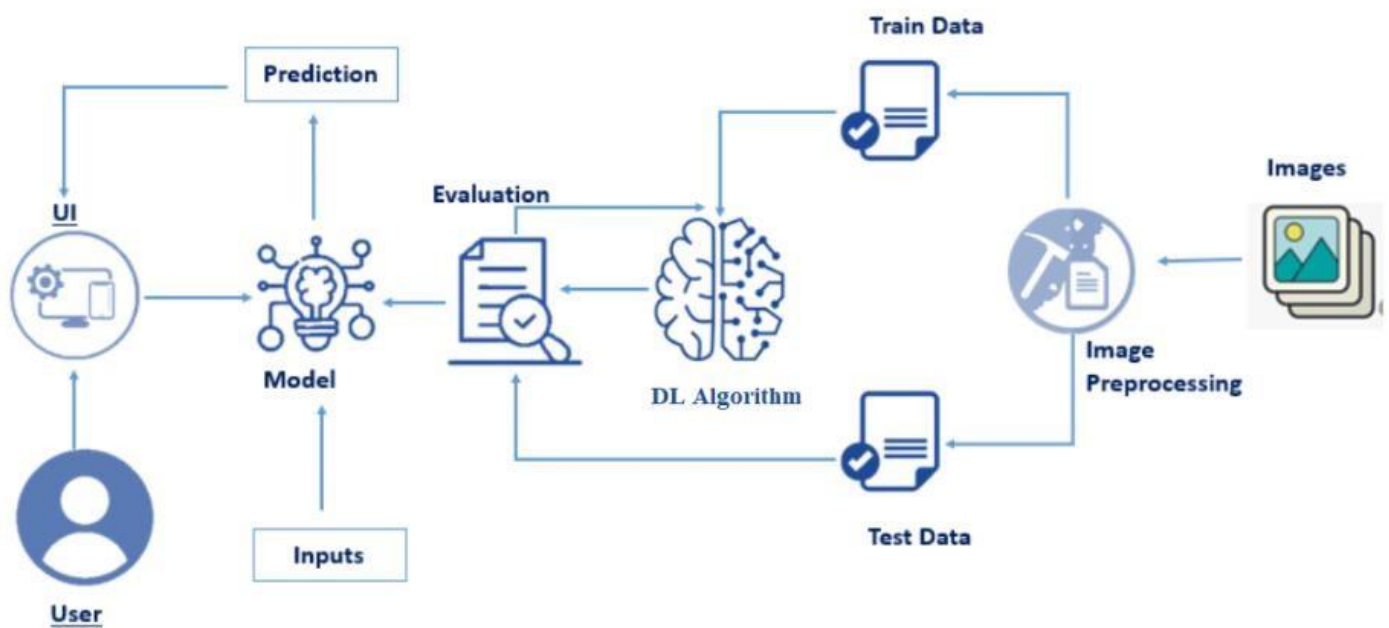 Train Data
Prediction
Images
Evaluation
UI
Model
Image
Preprocessing
DL Algorithm
Inputs
Test Data
User